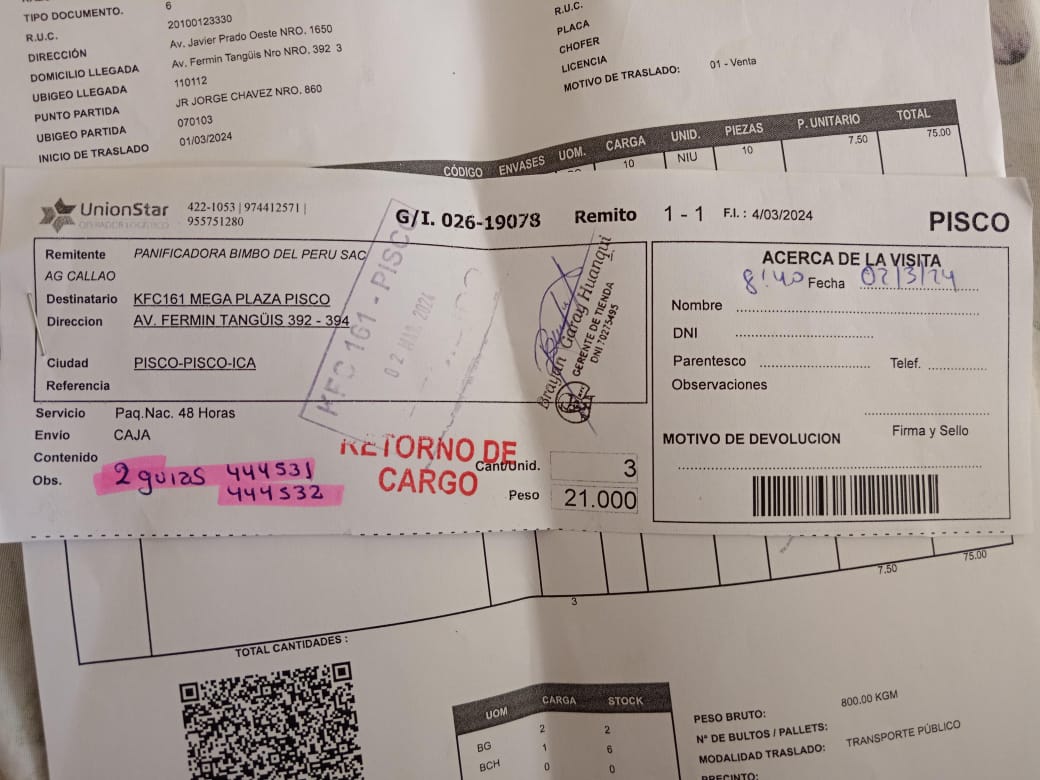 TIPO DOCUMENTO. 6
R.U.C. 20100123330
DIRECCIÓN Av. Javier Prado Oeste NRO. 1650
DOMICILIO LLEGADA Av. Fermin Tangüis Nro NRO. 392 3
UBIGEO LLEGADA 110112
PUNTO PARTIDA JR JORGE CHAVEZ NRO. 860
UBIGEO PARTIDA 070103
INICIO DE TRASLADO 01/03/2024
R.U.C.
PLACA
CHOFER
LICENCIA
MOTIVO DE TRASLADO: 01 - Venta
CÓDIGO ENVASES UOM. CARGA UNID. PIEZAS P. UNITARIO TOTAL
10 NIU 10 7.50 75.00
UnionStar 422-1053 | 974412571 |
OPERADOR LOGISTICO 955751280
G/I. 026-19078 Remito 1 - 1 F.I.: 4/03/2024 PISCO
Remitente PANIFICADORA BIMBO DEL PERU SAC
AG CALLAO
Destinatario KFC161 MEGA PLAZA PISCO
Direccion AV. FERMIN TANGÜIS 392 - 394
Ciudad PISCO-PISCO-ICA
Referencia
KFC 161 - PISCO
02 MAR. 2024
Brayan Garay Huanqui
GERENTE DE TIENDA
DNI 70275495
ACERCA DE LA VISITA
8:40 Fecha 02/3/24
Nombre
DNI
Parentesco Telef.
Observaciones
Firma y Sello
MOTIVO DE DEVOLUCION
Servicio Paq.Nac. 48 Horas
Envio CAJA
Contenido
Obs. 2 guias 444531
444532
RETORNO DE
CARGO
Cant/Unid. 3
Peso 21.000
7.50 75.00
3
TOTAL CANTIDADES :
UOM CARGA STOCK
BG 2 2
BCH 1 6
0 0
PESO BRUTO: 800.00 KGM
N° DE BULTOS / PALLETS:
MODALIDAD TRASLADO: TRANSPORTE PÚBLICO
PRECINTO: